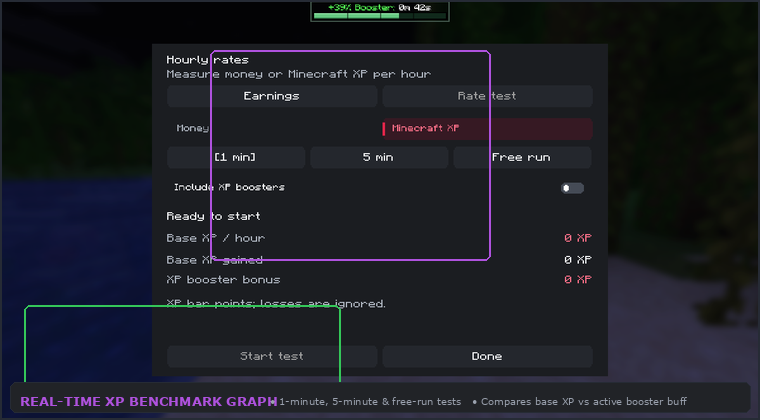 +39% Booster: 0m 42s
Hourly rates
Measure money or Minecraft XP per hour
Earnings Rate test
Money Minecraft XP
[1 min] 5 min Free run
Include XP boosters
Ready to start
Base XP / hour 0 XP
Base XP gained 0 XP
XP booster bonus 0 XP
XP bar points; losses are ignored.
Start test Done
REAL-TIME XP BENCHMARK GRAPH • 1-minute, 5-minute & free-run tests • Compares base XP vs active booster buff